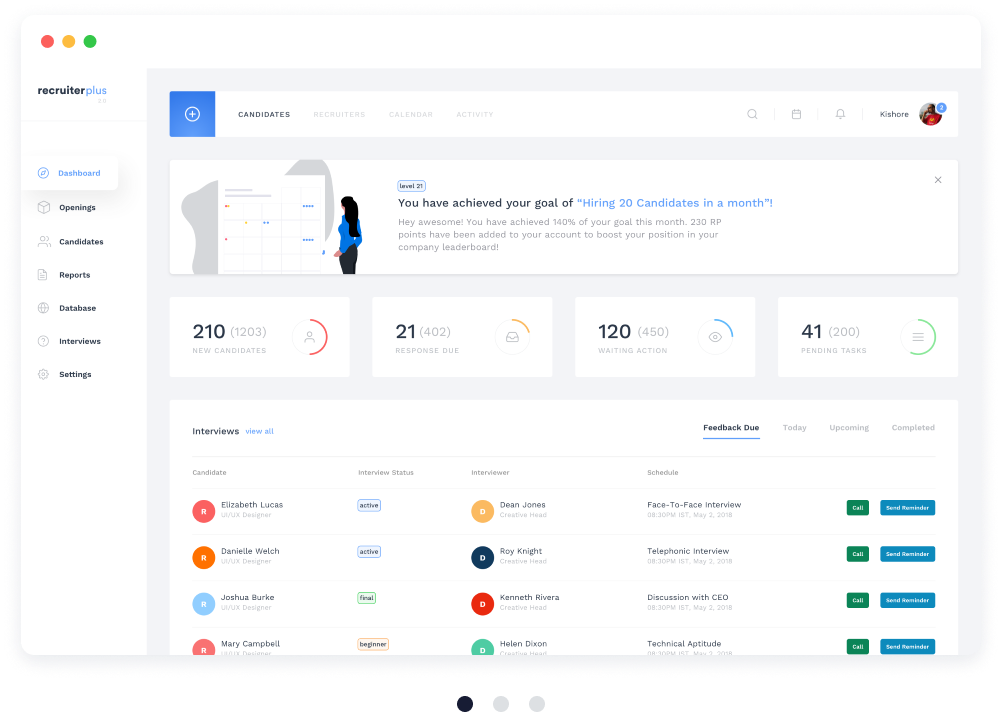 recruiterplus
2.0
CANDIDATES RECRUITERS CALENDAR ACTIVITY Kishore 2
Dashboard
Openings
Candidates
Reports
Database
Interviews
Settings
level 21
You have achieved your goal of “Hiring 20 Candidates in a month”!
Hey awesome! You have achieved 140% of your goal this month. 230 RP
points have been added to your account to boost your position in your
company leaderboard!
210 (1203)
NEW CANDIDATES
21 (402)
RESPONSE DUE
120 (450)
WAITING ACTION
41 (200)
PENDING TASKS
Interviews view all Feedback Due Today Upcoming Completed
Candidate Interview Status Interviewer Schedule
R Elizabeth Lucas active D Dean Jones Face-To-Face Interview Call Send Reminder
UI/UX Designer Creative Head 08:30PM IST, May 2, 2018
R Danielle Welch active D Roy Knight Telephonic Interview Call Send Reminder
UI/UX Designer Creative Head 08:30PM IST, May 2, 2018
R Joshua Burke final D Kenneth Rivera Discussion with CEO Call Send Reminder
UI/UX Designer Creative Head 08:30PM IST, May 2, 2018
R Mary Campbell beginner D Helen Dixon Technical Aptitude Call Send Reminder
UI/UX Designer Creative Head 08:30PM IST, May 2, 2018